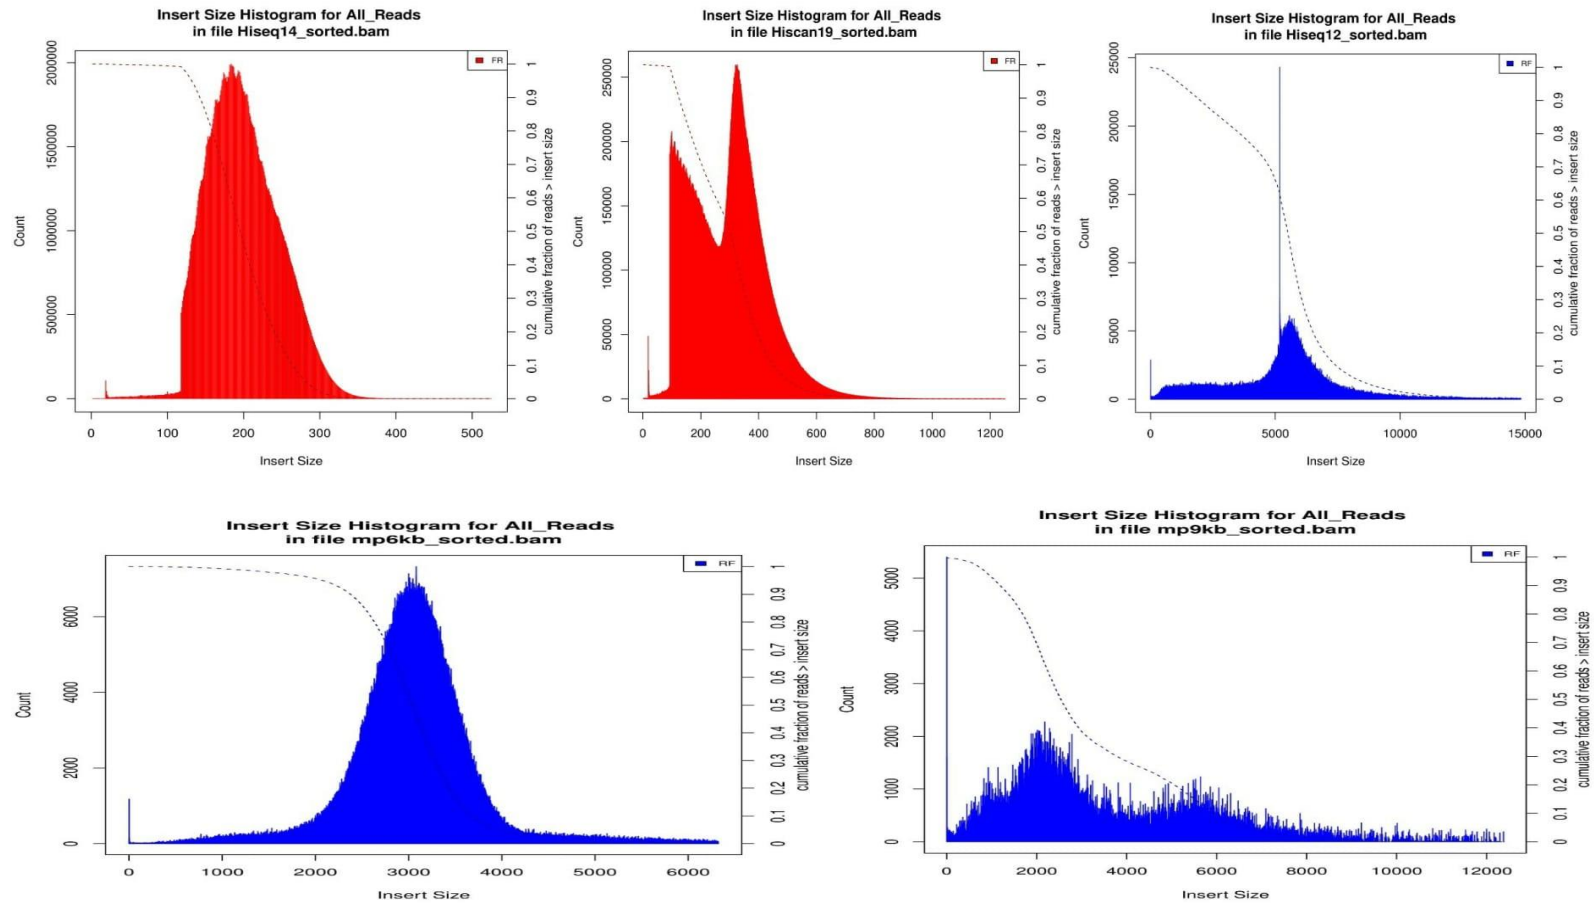 Insert Size Histogram for All_Reads
in file Hiseq14_sorted.bam
FR
Count
2000000
1500000
1000000
500000
0
1
0.9
0.8
0.7
0.6
0.5
0.4
0.3
0.2
0.1
0
cumulative fraction of reads > insert size
0 100 200 300 400 500
Insert Size
Insert Size Histogram for All_Reads
in file Hiscan19_sorted.bam
FR
Count
250000
200000
150000
100000
50000
0
1
0.9
0.8
0.7
0.6
0.5
0.4
0.3
0.2
0.1
0
cumulative fraction of reads > insert size
0 200 400 600 800 1000 1200
Insert Size
Insert Size Histogram for All_Reads
in file Hiseq12_sorted.bam
RF
Count
25000
20000
15000
10000
5000
0
1
0.9
0.8
0.7
0.6
0.5
0.4
0.3
0.2
0.1
0
cumulative fraction of reads > insert size
0 5000 10000 15000
Insert Size
Insert Size Histogram for All_Reads
in file mp6kb_sorted.bam
RF
Count
6000
4000
2000
0
1
0.9
0.8
0.7
0.6
0.5
0.4
0.3
0.2
0.1
0
cumulative fraction of reads > insert size
0 1000 2000 3000 4000 5000 6000
Insert Size
Insert Size Histogram for All_Reads
in file mp9kb_sorted.bam
RF
Count
5000
4000
3000
2000
1000
0
1
0.9
0.8
0.7
0.6
0.5
0.4
0.3
0.2
0.1
0
cumulative fraction of reads > insert size
0 2000 4000 6000 8000 10000 12000
Insert Size